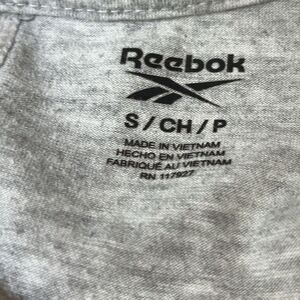 Reebok
S / CH / P
MADE IN VIETNAM
HECHO EN VIETNAM
FABRIQUÉ AU VIETNAM
RN 117927